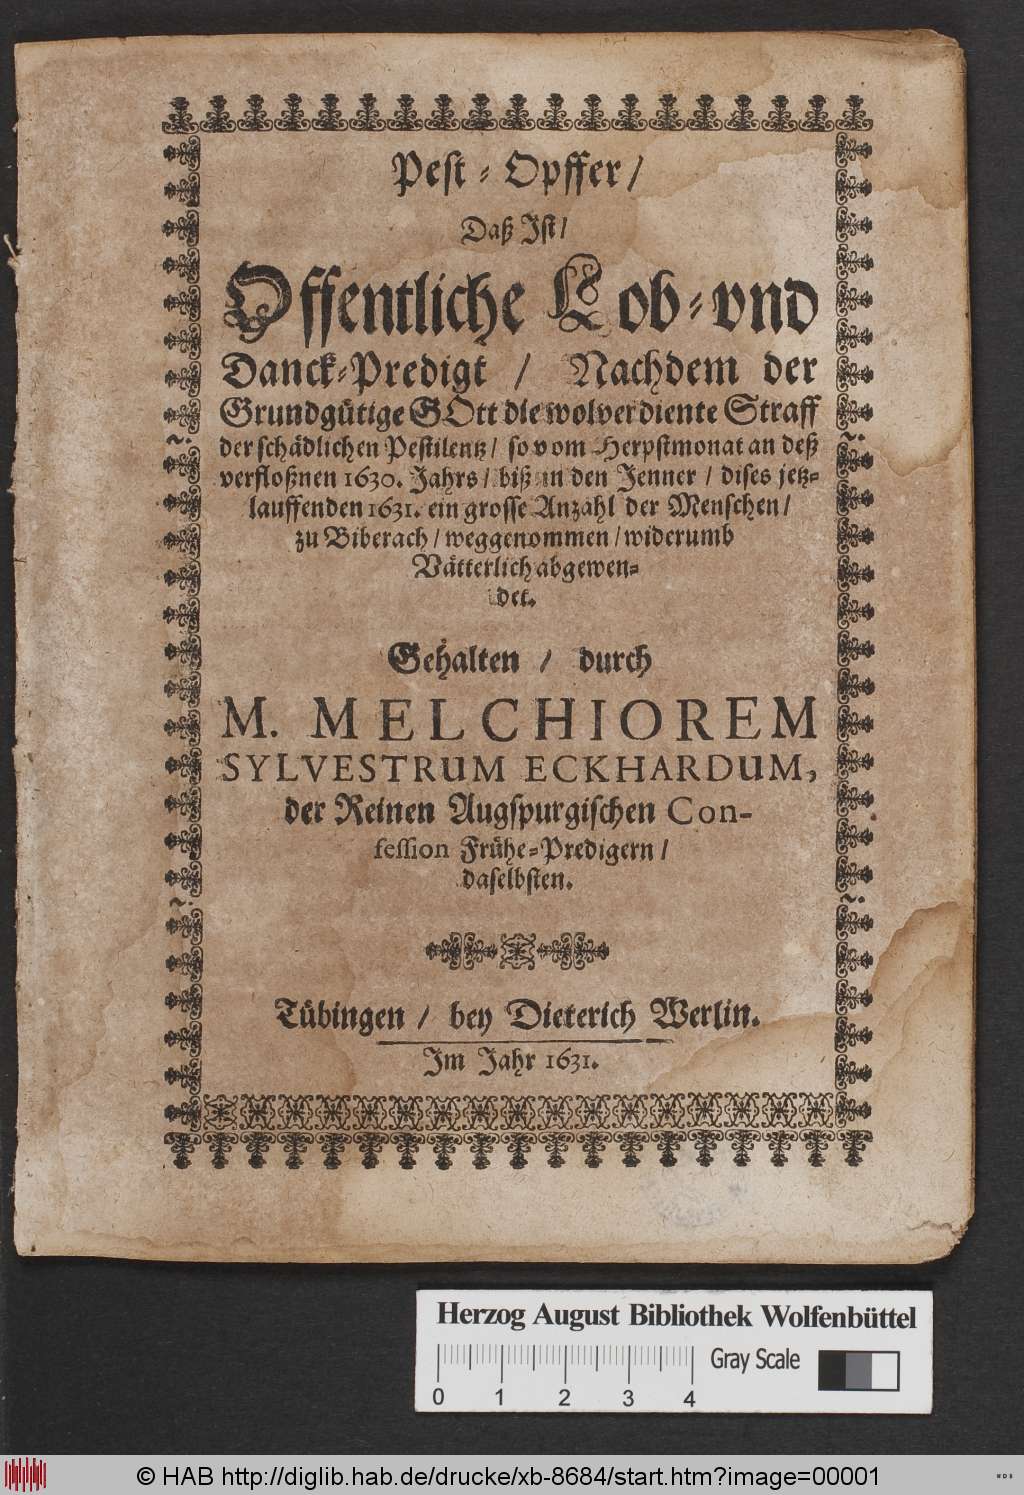 Pest-Opffer/
Daß Ist/
Offentliche Lob-vnd
Danck-Predigt / Nachdem der
Grundgütige GOtt die wolverdiente Straff
der schädlichen Pestilentz/ so vom Herpstmonat an deß
verfloßnen 1630. Jahrs/ biß in den Jenner / dises jetz-
lauffenden 1631. ein grosse Anzahl der Menschen/
zu Biberach/ weggenommen/ widerumb
Vätterlich abgewen-
det.
Gehalten / durch
M. MELCHIOREM
SYLVESTRUM ECKHARDUM,
der Reinen Augspurgischen Con-
fession Frühe-Predigern/
daselbsten.
Tübingen / bey Dieterich Werlin.
Im Jahr 1631.
Herzog August Bibliothek Wolfenbüttel
Gray Scale
0 1 2 3 4
© HAB http://diglib.hab.de/drucke/xb-8684/start.htm?image=00001
WDB